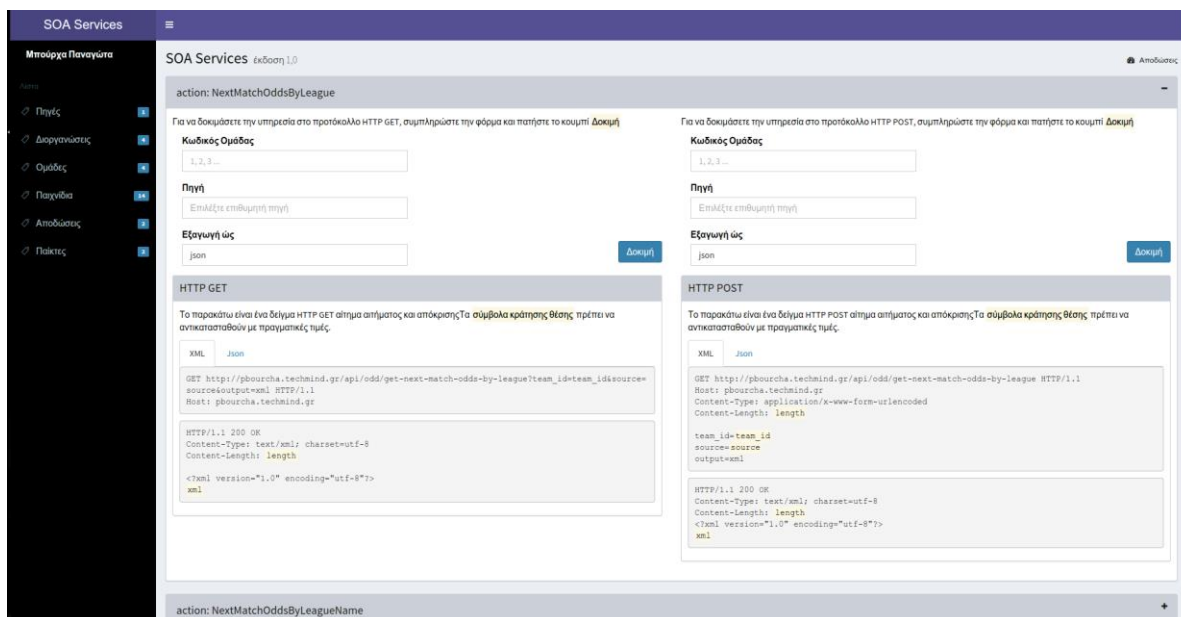 SOA Services
Μπούρχα Παναγώτα
Πηγές
Διοργανώσεις
Ομάδες
Παιχνίδια
14
Αποδώσεις
Παίκτες
SOA Services έκδοση 1,0
Αποδώσεις
action: NextMatchOddsByLeague
Για να δοκιμάσετε την υπηρεσία στο προτόκολλο HTTP GET, συμπληρώστε την φόρμα και πατήστε το κουμπί Δοκιμή
Κωδικός Ομάδας
1, 2, 3 ...
Πηγή
Επιλέξτε επιθυμητή πηγή
Εξαγωγή ώς
json
Δοκιμή
HTTP GET
Το παρακάτω είναι ένα δείγμα HTTP GET αίτημα αιτήματος και απόκρισηςΤα σύμβολα κράτησης θέσης πρέπει να
αντικατασταθούν με πραγματικές τιμές.
XML Json
GET http://pbourcha.techmind.gr/api/odd/get-next-match-odds-by-league?team_id=team_id&source=
source&output=xml HTTP/1.1
Host: pbourcha.techmind.gr
HTTP/1.1 200 OK
Content-Type: text/xml; charset=utf-8
Content-Length: length
<?xml version="1.0" encoding="utf-8"?>
xml
Για να δοκιμάσετε την υπηρεσία στο προτόκολλο HTTP POST, συμπληρώστε την φόρμα και πατήστε το κουμπί Δοκιμή
Κωδικός Ομάδας
1, 2, 3 ...
Πηγή
Επιλέξτε επιθυμητή πηγή
Εξαγωγή ώς
json
Δοκιμή
HTTP POST
Το παρακάτω είναι ένα δείγμα HTTP POST αίτημα αιτήματος και απόκρισηςΤα σύμβολα κράτησης θέσης πρέπει να
αντικατασταθούν με πραγματικές τιμές.
XML Json
GET http://pbourcha.techmind.gr/api/odd/get-next-match-odds-by-league HTTP/1.1
Host: pbourcha.techmind.gr
Content-Type: application/x-www-form-urlencoded
Content-Length: length
team_id=team_id
source=source
output=xml
HTTP/1.1 200 OK
Content-Type: text/xml; charset=utf-8
Content-Length: length
<?xml version="1.0" encoding="utf-8"?>
xml
action: NextMatchOddsByLeagueName